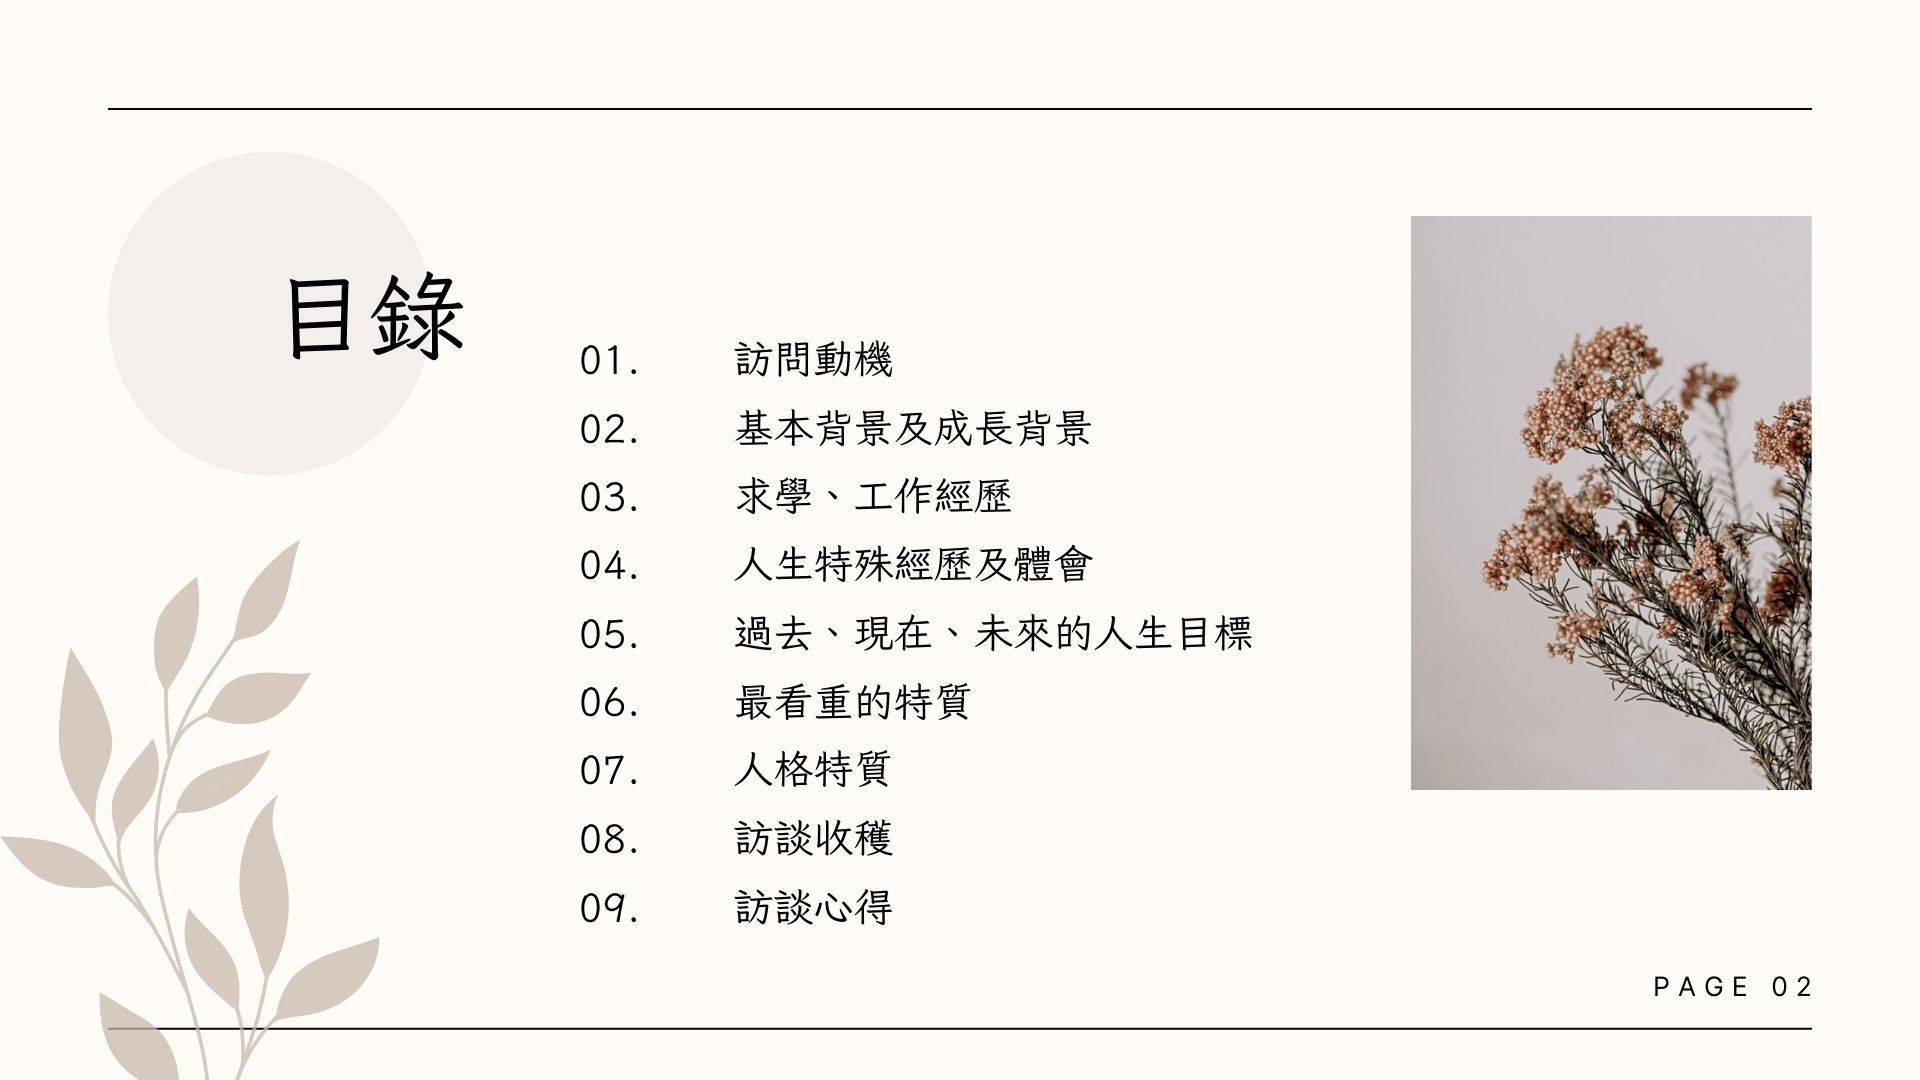 目錄
01. 訪問動機
02. 基本背景及成長背景
03. 求學、工作經歷
04. 人生特殊經歷及體會
05. 過去、現在、未來的人生目標
06. 最看重的特質
07. 人格特質
08. 訪談收穫
09. 訪談心得
PAGE 02